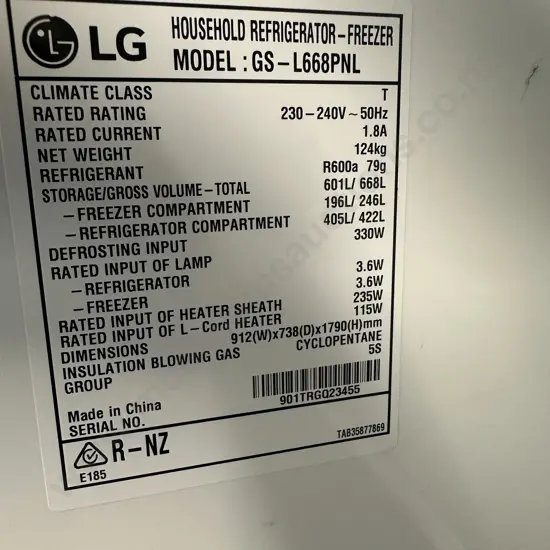 LG
HOUSEHOLD REFRIGERATOR-FREEZER
MODEL : GS-L668PNL
CLIMATE CLASS T
RATED RATING 230-240V~50Hz
RATED CURRENT 1.8A
NET WEIGHT 124kg
REFRIGERANT R600a 79g
STORAGE/GROSS VOLUME-TOTAL 601L/ 668L
-FREEZER COMPARTMENT 196L/ 246L
-REFRIGERATOR COMPARTMENT 405L/ 422L
DEFROSTING INPUT 330W
RATED INPUT OF LAMP
-REFRIGERATOR 3.6W
-FREEZER 3.6W
RATED INPUT OF HEATER SHEATH 235W
RATED INPUT OF L-Cord HEATER 115W
DIMENSIONS 912(W)x738(D)x1790(H)mm
INSULATION BLOWING GAS CYCLOPENTANE
GROUP 5S
Made in China
SERIAL NO. 901TRGQ23455
R-NZ
E185
TAB35877869